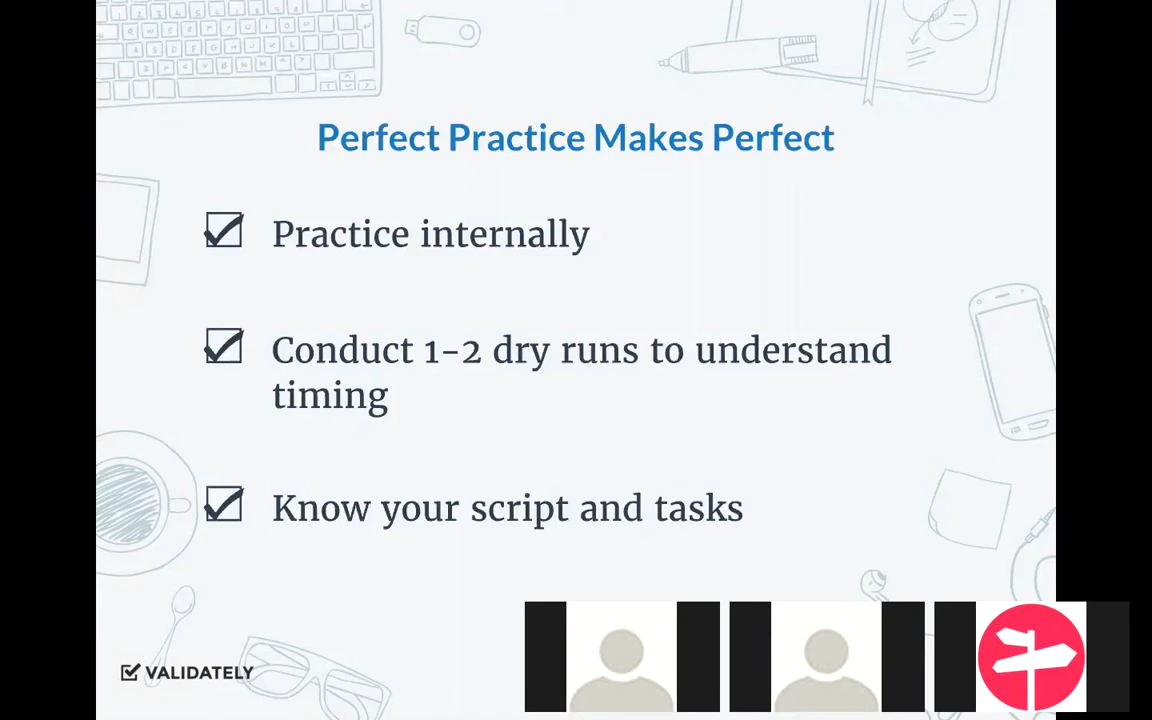 Perfect Practice Makes Perfect
Practice internally
Conduct 1-2 dry runs to understand
timing
Know your script and tasks
VALIDATELY